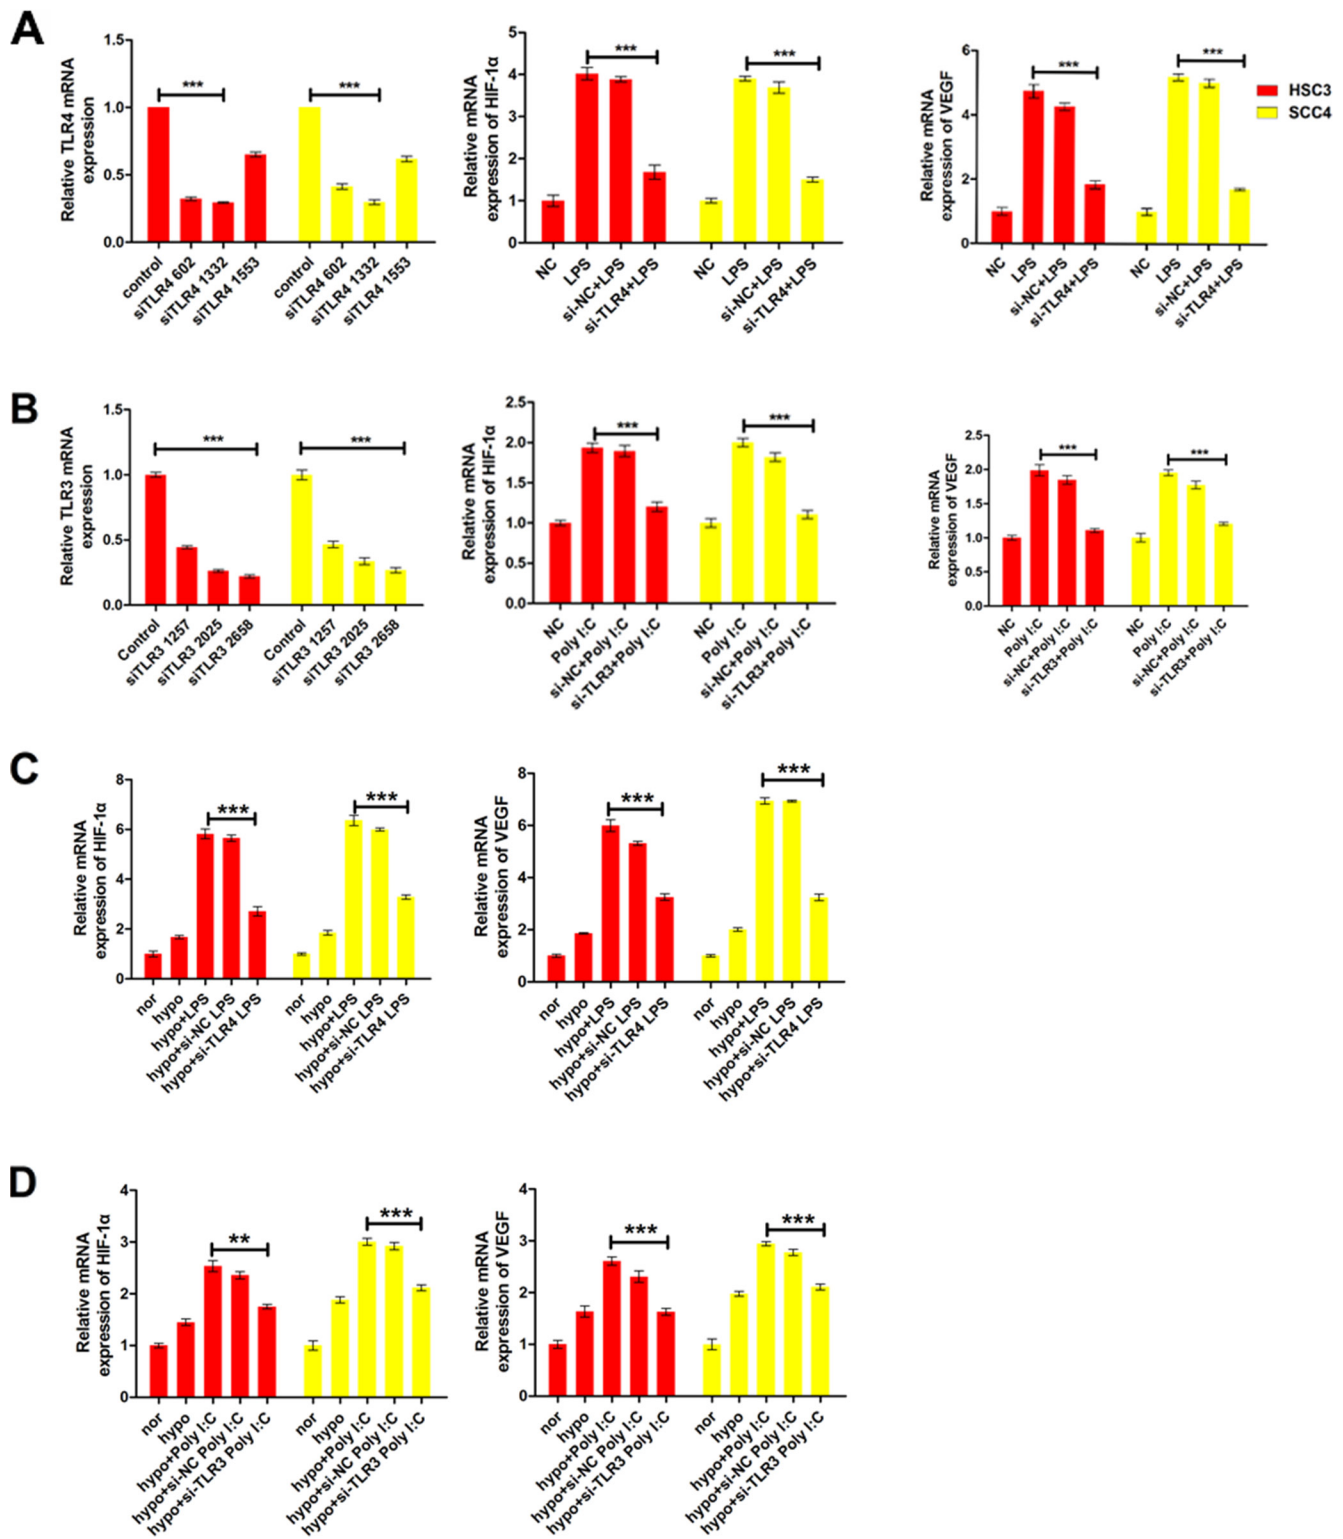 A
Relative TLR4 mRNA
expression
1.5
1.0
0.5
0.0
***
***
control
siTLR4 602
siTLR4 1332
siTLR4 1553
control
siTLR4 602
siTLR4 1332
siTLR4 1553
Relative mRNA
expression of HIF-1α
5
4
3
2
1
0
***
***
NC
LPS
si-NC+LPS
si-TLR4+LPS
NC
LPS
si-NC+LPS
si-TLR4+LPS
Relative mRNA
expression of VEGF
6
4
2
0
***
***
NC
LPS
si-NC+LPS
si-TLR4+LPS
NC
LPS
si-NC+LPS
si-TLR4+LPS
HSC3
SCC4
B
Relative TLR3 mRNA
expression
1.5
1.0
0.5
0.0
***
***
Control
siTLR3 1257
siTLR3 2025
siTLR3 2658
Control
siTLR3 1257
siTLR3 2025
siTLR3 2658
Relative mRNA
expression of HIF-1α
2.5
2.0
1.5
1.0
0.5
0.0
***
***
NC
Poly I:C
si-NC+Poly I:C
si-TLR3+Poly I:C
NC
Poly I:C
si-NC+Poly I:C
si-TLR3+Poly I:C
Relative mRNA
expression of VEGF
2.5
2.0
1.5
1.0
0.5
0.0
***
***
NC
Poly I:C
si-NC+Poly I:C
si-TLR3+Poly I:C
NC
Poly I:C
si-NC+Poly I:C
si-TLR3+Poly I:C
C
Relative mRNA
expression of HIF-1α
8
6
4
2
0
***
***
nor
hypo
hypo+LPS
hypo+si-NC LPS
hypo+si-TLR4 LPS
nor
hypo
hypo+LPS
hypo+si-NC LPS
hypo+si-TLR4 LPS
Relative mRNA
expression of VEGF
8
6
4
2
0
***
***
nor
hypo
hypo+LPS
hypo+si-NC LPS
hypo+si-TLR4 LPS
nor
hypo
hypo+LPS
hypo+si-NC LPS
hypo+si-TLR4 LPS
D
Relative mRNA
expression of HIF-1α
4
3
2
1
0
**
***
nor
hypo
hypo+Poly I:C
hypo+si-NC Poly I:C
hypo+si-TLR3 Poly I:C
nor
hypo
hypo+Poly I:C
hypo+si-NC Poly I:C
hypo+si-TLR3 Poly I:C
Relative mRNA
expression of VEGF
4
3
2
1
0
***
***
nor
hypo
hypo+Poly I:C
hypo+si-NC Poly I:C
hypo+si-TLR3 Poly I:C
nor
hypo
hypo+Poly I:C
hypo+si-NC Poly I:C
hypo+si-TLR3 Poly I:C